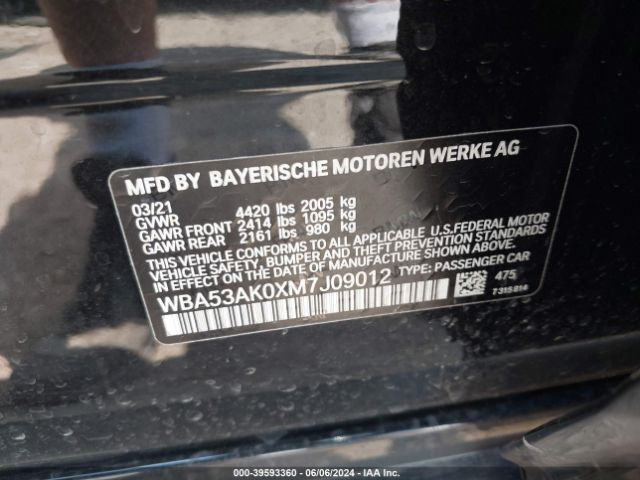 MFD BY BAYERISCHE MOTOREN WERKE AG
03/21
GVWR 4420 lbs 2005 kg
GAWR FRONT 2414 lbs 1095 kg
GAWR REAR 2161 lbs 980 kg
THIS VEHICLE CONFORMS TO ALL APPLICABLE U.S.FEDERAL MOTOR
VEHICLE SAFETY, BUMPER, AND THEFT PREVENTION STANDARDS
IN EFFECT ON THE DATE OF MANUFACTURE SHOWN ABOVE.
WBA53AK0XM7J09012 TYPE: PASSENGER CAR
475
7315814
000-39593360 - 06/06/2024 - IAA Inc.